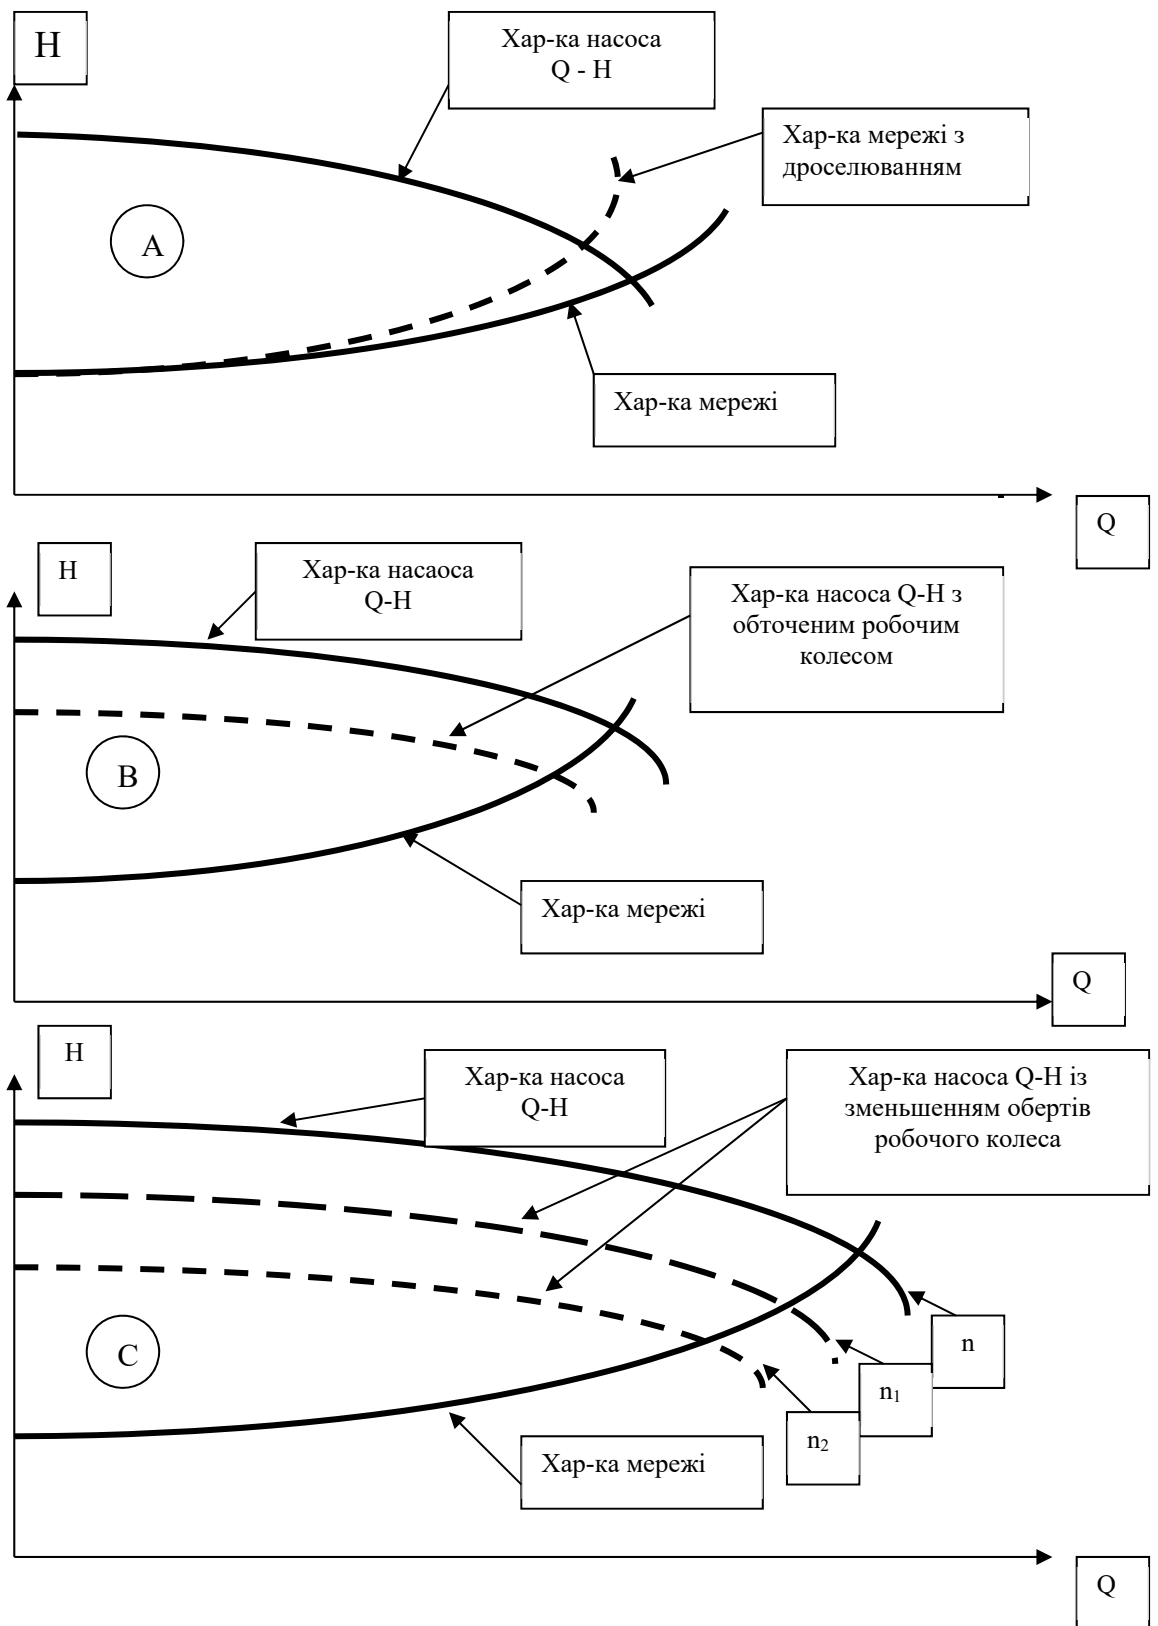 H
Хар-ка насоса
Q - H
Хар-ка мережі з
дроселюванням
A
Хар-ка мережі
Q
H
Хар-ка насаоса
Q-H
Хар-ка насоса Q-H з
обточеним робочим
колесом
B
Хар-ка мережі
Q
H
Хар-ка насоса
Q-H
Хар-ка насоса Q-H із
зменьшенням обертів
робочого колеса
C
n
n₁
n₂
Хар-ка мережі
Q